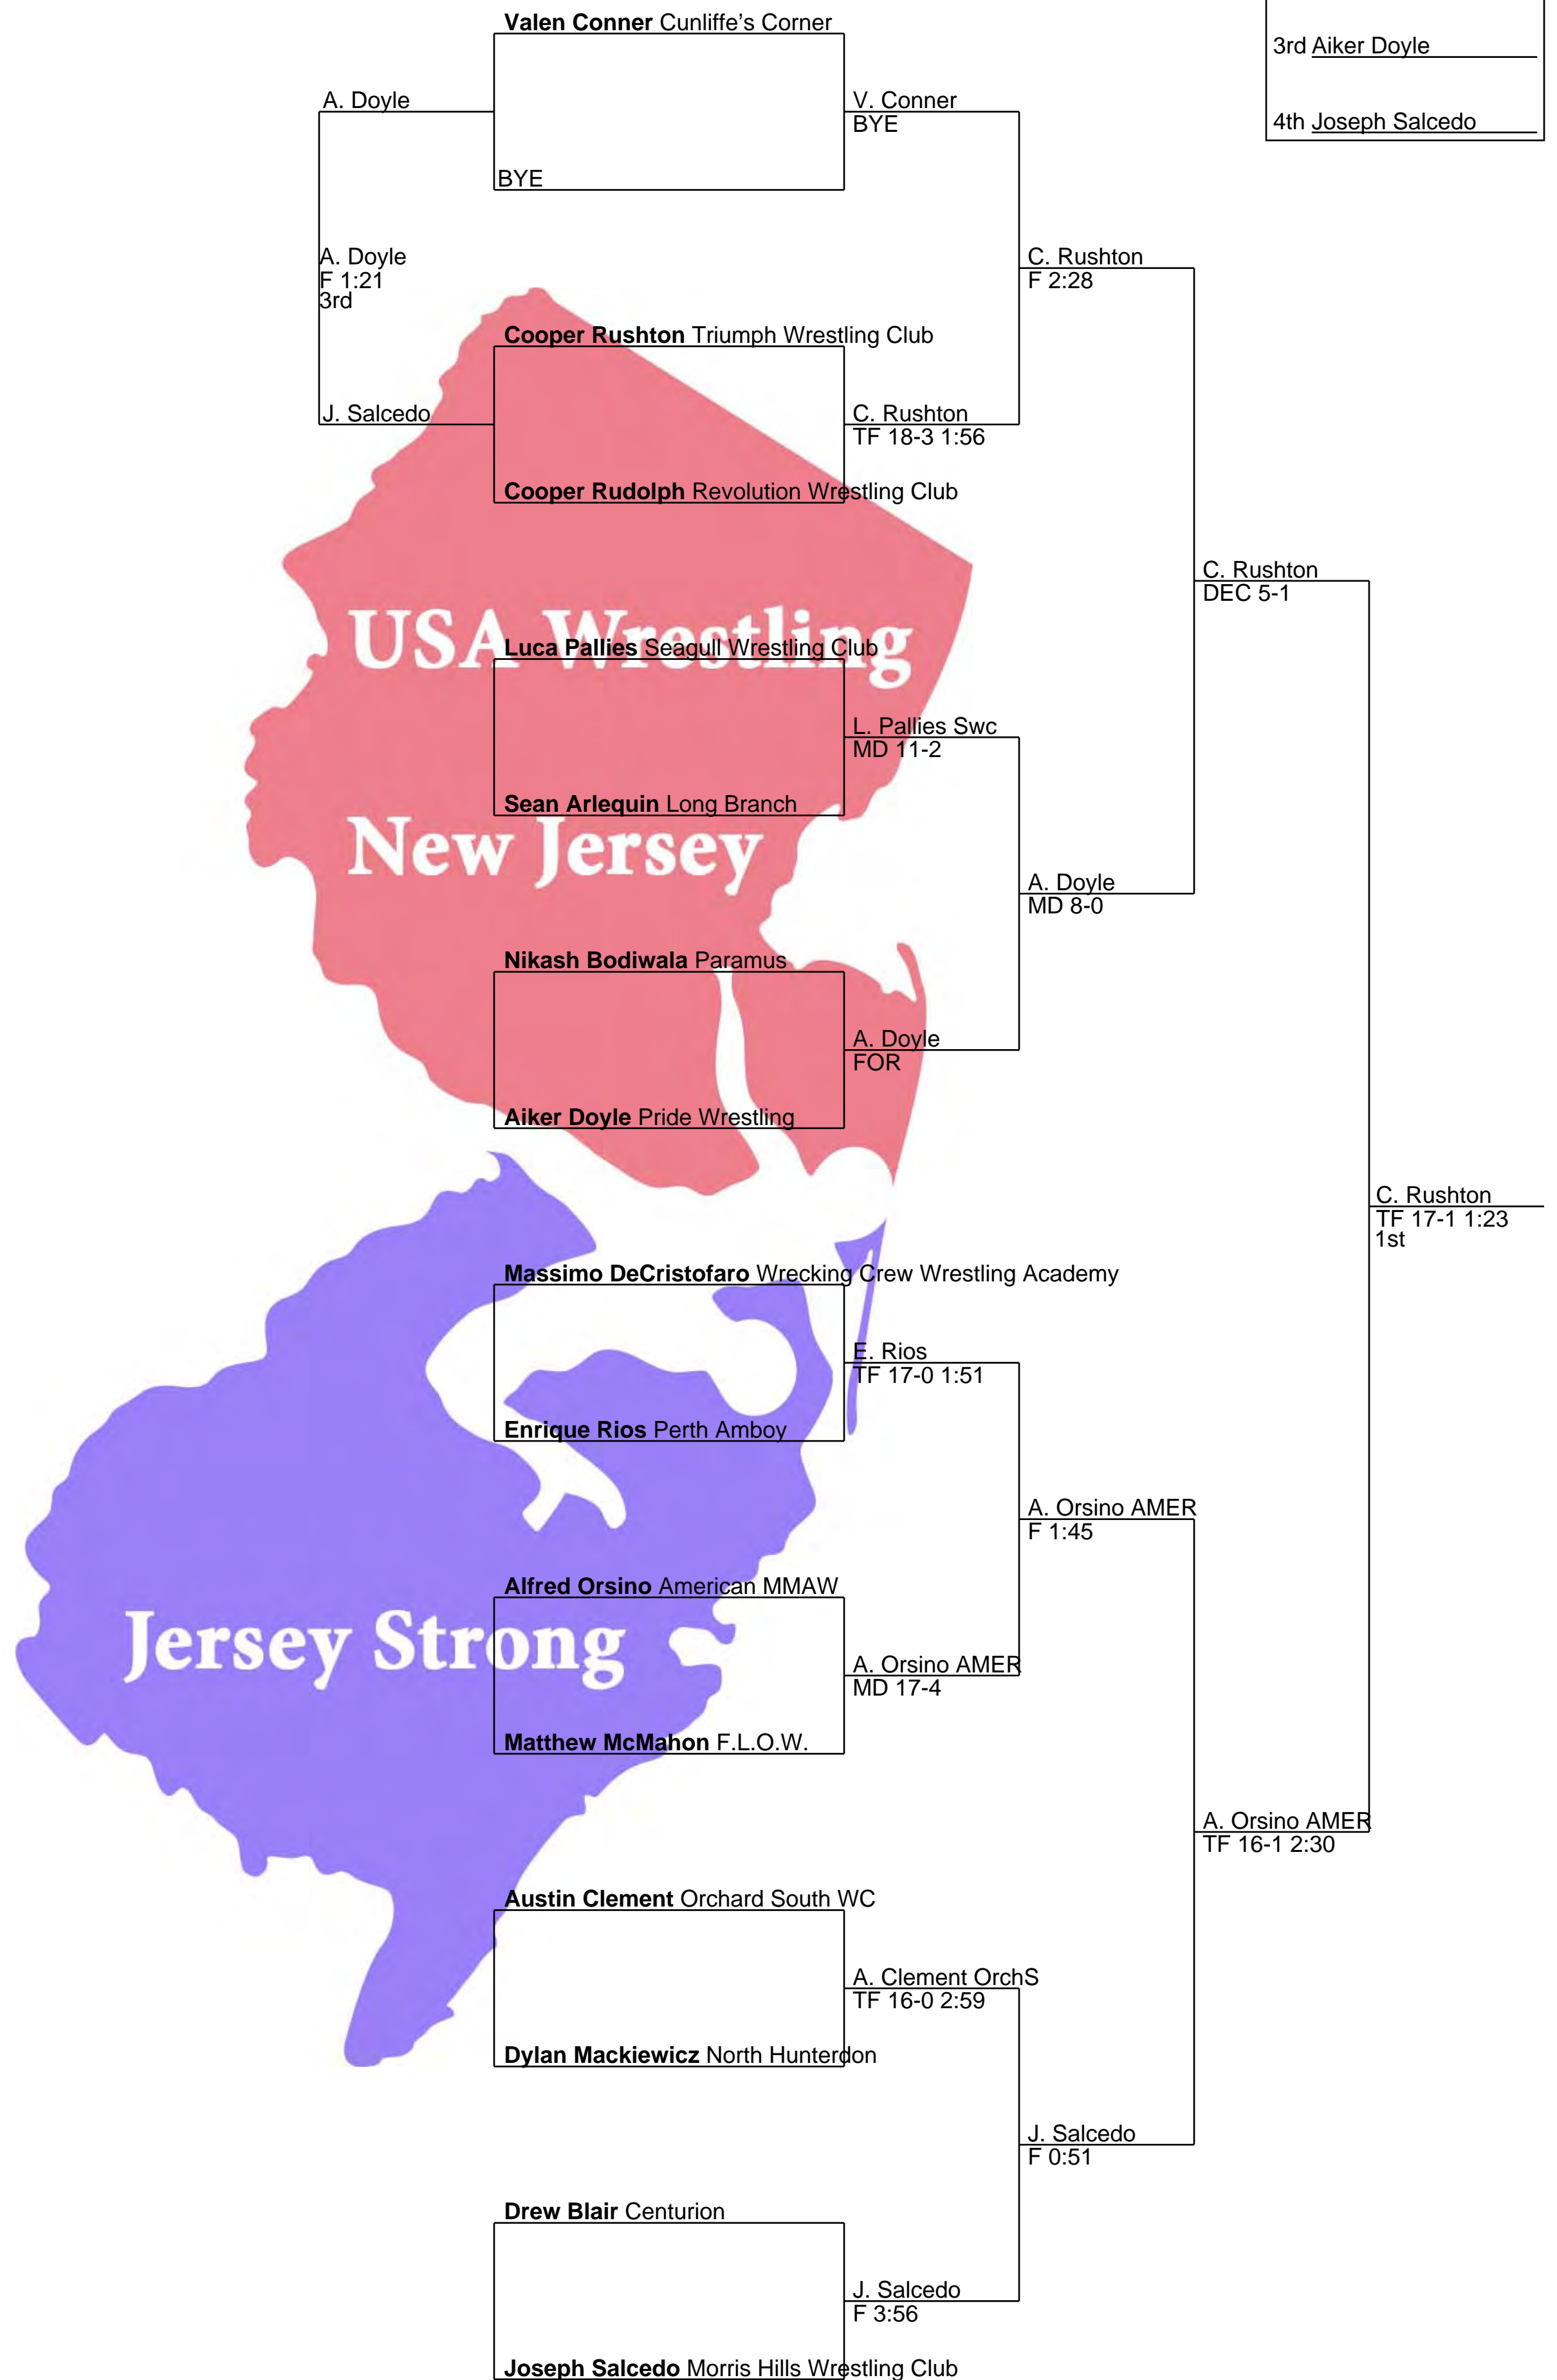 Valen Conner Cunliffe's Corner
3rd Aiker Doyle
A. Doyle
V. Conner
BYE
4th Joseph Salcedo
BYE
A. Doyle
F 1:21
3rd
C. Rushton
F 2:28
Cooper Rushton Triumph Wrestling Club
J. Salcedo
C. Rushton
TF 18-3 1:56
Cooper Rudolph Revolution Wrestling Club
C. Rushton
DEC 5-1
USA Wrestling
Luca Pallies Seagull Wrestling Club
L. Pallies Swc
MD 11-2
Sean Arlequin Long Branch
New Jersey
A. Doyle
MD 8-0
Nikash Bodiwala Paramus
A. Doyle
FOR
Aiker Doyle Pride Wrestling
C. Rushton
TF 17-1 1:23
1st
Massimo DeCristofaro Wrecking Crew Wrestling Academy
E. Rios
TF 17-0 1:51
Enrique Rios Perth Amboy
A. Orsino AMER
F 1:45
Alfred Orsino American MMAW
Jersey Strong
A. Orsino AMER
MD 17-4
Matthew McMahon F.L.O.W.
A. Orsino AMER
TF 16-1 2:30
Austin Clement Orchard South WC
A. Clement OrchS
TF 16-0 2:59
Dylan Mackiewicz North Hunterdon
J. Salcedo
F 0:51
Drew Blair Centurion
J. Salcedo
F 3:56
Joseph Salcedo Morris Hills Wrestling Club